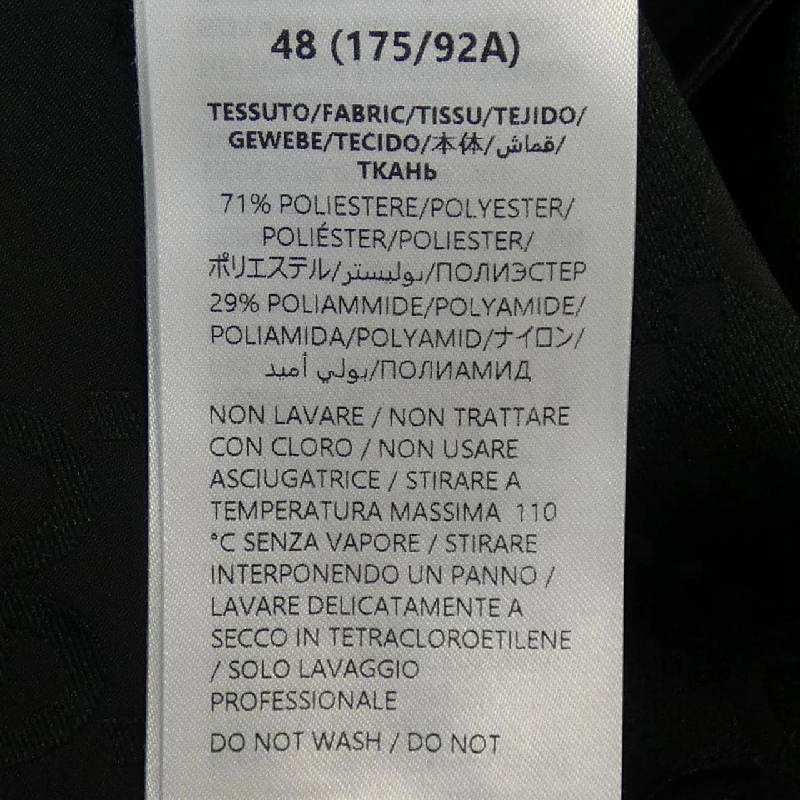 48 (175/92A)
TESSUTO/FABRIC/TISSU/TEJIDO/
GEWEBE/TECIDO/本体/قماش/
ТКАНЬ
71% POLIESTERE/POLYESTER/
POLIÉSTER/POLIESTER/
ポリエステル/بوليستر/ПОЛИЭСТЕР
29% POLIAMMIDE/POLYAMIDE/
POLIAMIDA/POLYAMID/ナイロン/
بولي أميد/ПОЛИАМИД
NON LAVARE / NON TRATTARE
CON CLORO / NON USARE
ASCIUGATRICE / STIRARE A
TEMPERATURA MASSIMA 110
°C SENZA VAPORE / STIRARE
INTERPONENDO UN PANNO /
LAVARE DELICATAMENTE A
SECCO IN TETRACLOROETILENE
/ SOLO LAVAGGIO
PROFESSIONALE
DO NOT WASH / DO NOT